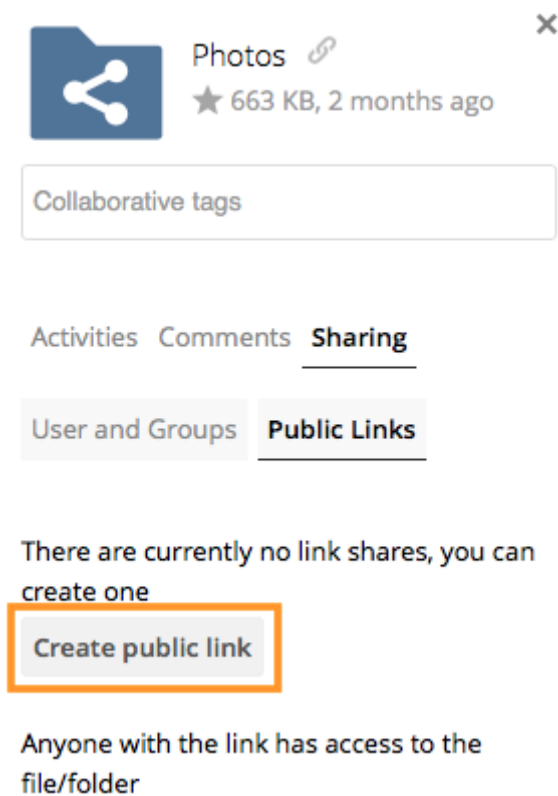 Photos
663 KB, 2 months ago
Collaborative tags
Activities Comments Sharing
User and Groups Public Links
There are currently no link shares, you can
create one
Create public link
Anyone with the link has access to the
file/folder